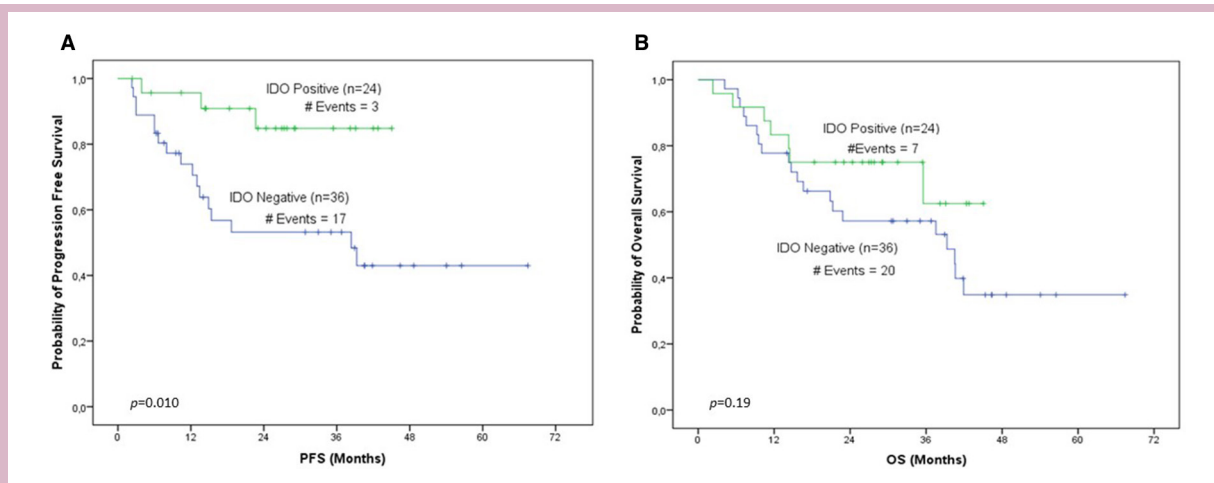 A
Probability of Progression Free Survival
1,0
0,8
0,6
0,4
0,2
0,0
IDO Positive (n=24)
# Events = 3
IDO Negative (n=36)
# Events = 17
p=0.010
0 12 24 36 48 60 72
PFS (Months)
B
Probability of Overall Survival
1,0
0,8
0,6
0,4
0,2
0,0
IDO Positive (n=24)
#Events = 7
IDO Negative (n=36)
# Events = 20
p=0.19
0 12 24 36 48 60 72
OS (Months)